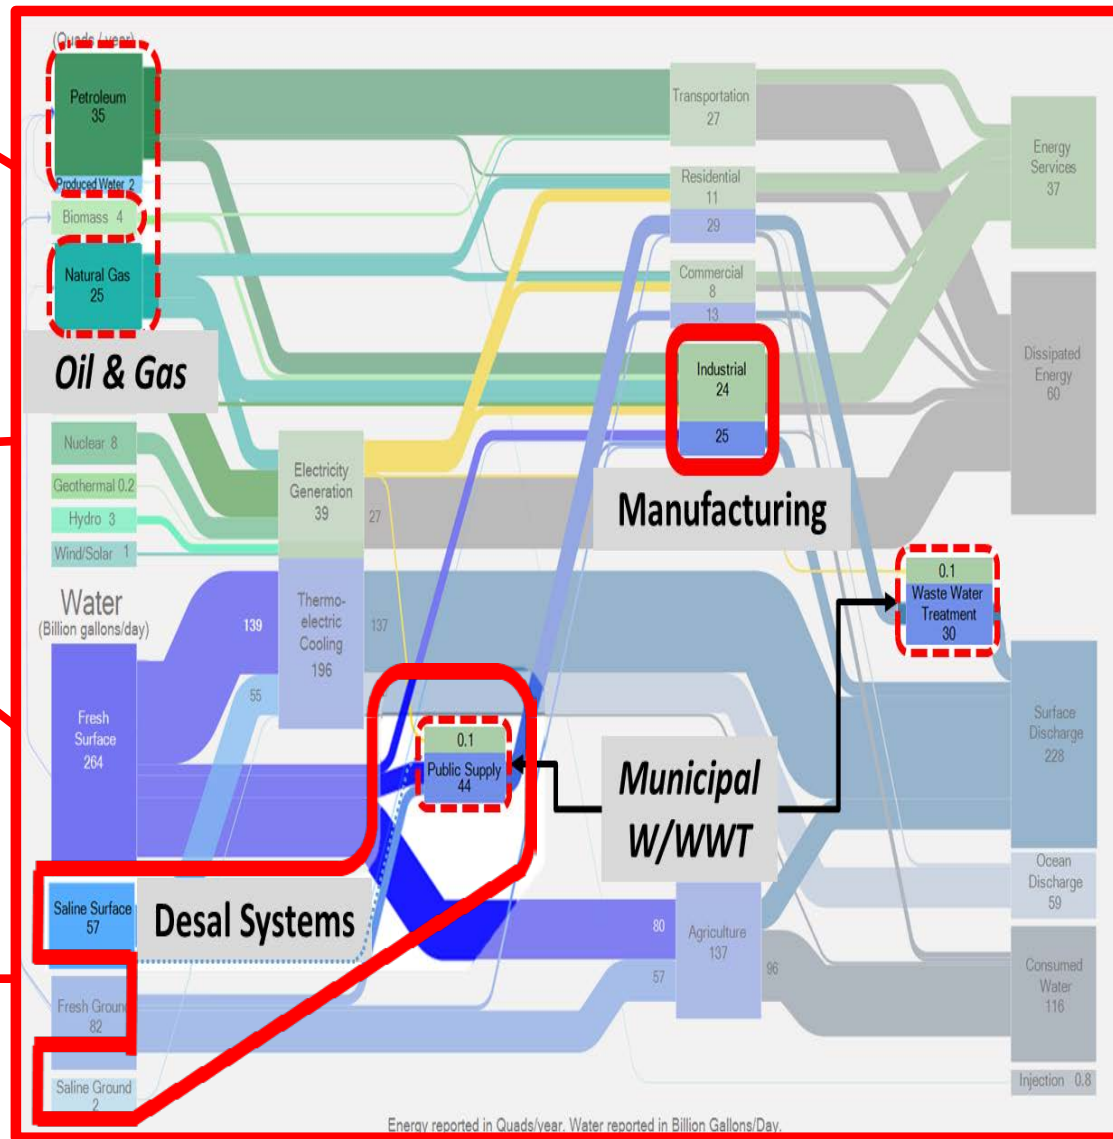 (Quads / year)
Petroleum
35
Produced Water 2
Biomass 4
Natural Gas
25
Oil & Gas
Nuclear 8
Geothermal 0.2
Hydro 3
Wind/Solar 1
Water
(Billion gallons/day)
Fresh
Surface
264
Saline Surface
57
Desal Systems
Fresh Ground
82
Saline Ground
2
Electricity
Generation
39
27
Thermo-
electric
Cooling
196
139
137
55
0.1
Public Supply
44
Transportation
27
Residential
11
29
Commercial
8
13
Industrial
24
25
Manufacturing
Municipal
W/WWT
80
57
Agriculture
137
96
0.1
Waste Water
Treatment
30
Energy
Services
37
Dissipated
Energy
60
Surface
Discharge
228
Ocean
Discharge
59
Consumed
Water
116
Injection 0.8
Energy reported in Quads/year. Water reported in Billion Gallons/Day.